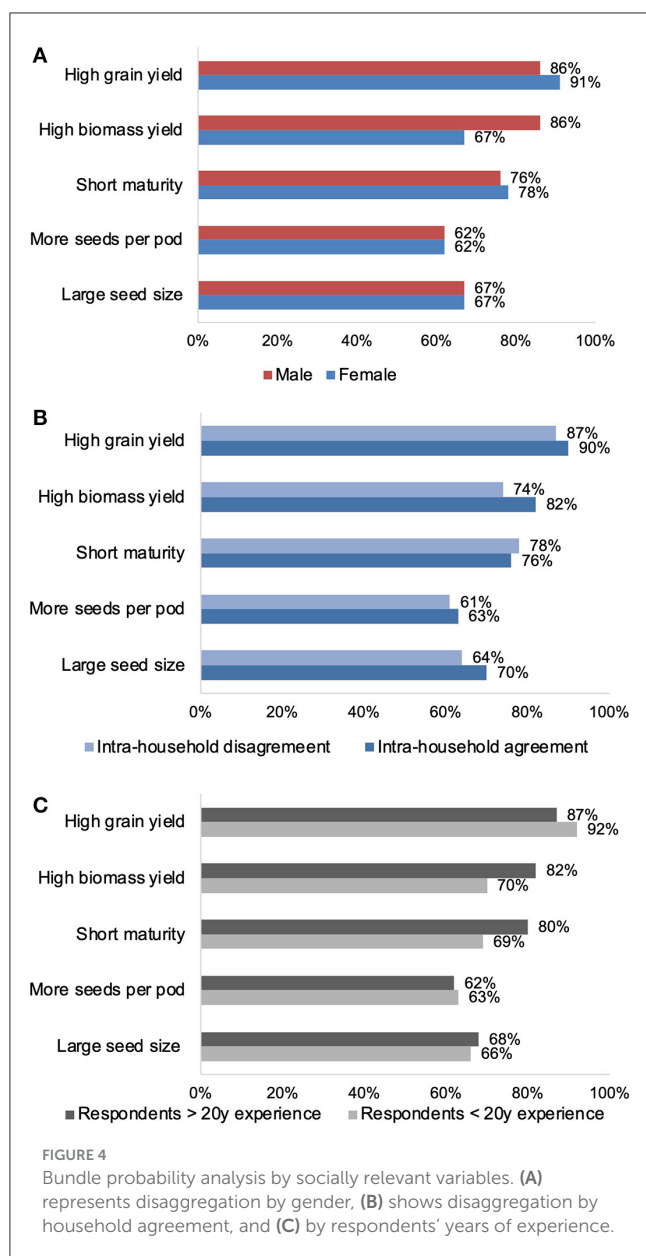 A
High grain yield
86%
91%
High biomass yield
86%
67%
Short maturity
76%
78%
More seeds per pod
62%
62%
Large seed size
67%
67%
0% 20% 40% 60% 80% 100%
Male Female
B
High grain yield
87%
90%
High biomass yield
74%
82%
Short maturity
78%
76%
More seeds per pod
61%
63%
Large seed size
64%
70%
0% 20% 40% 60% 80% 100%
Intra-household disagremeent Intra-household agreement
C
High grain yield
87%
92%
High biomass yield
82%
70%
Short maturity
80%
69%
More seeds per pod
62%
63%
Large seed size
68%
66%
0% 20% 40% 60% 80% 100%
Respondents > 20y experience Respondents < 20y experience
FIGURE 4
Bundle probability analysis by socially relevant variables. (A)
represents disaggregation by gender, (B) shows disaggregation by
household agreement, and (C) by respondents' years of experience.